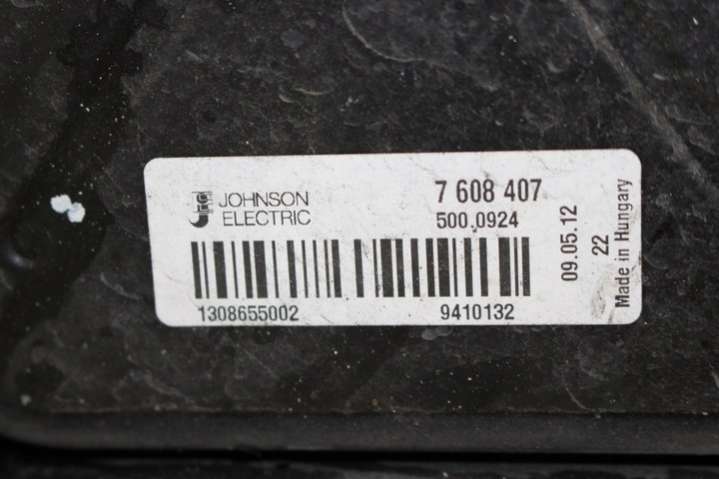 JOHNSON
ELECTRIC
7 608 407
500.0924
1308655002
9410132
09.05.12
22
Made in Hungary